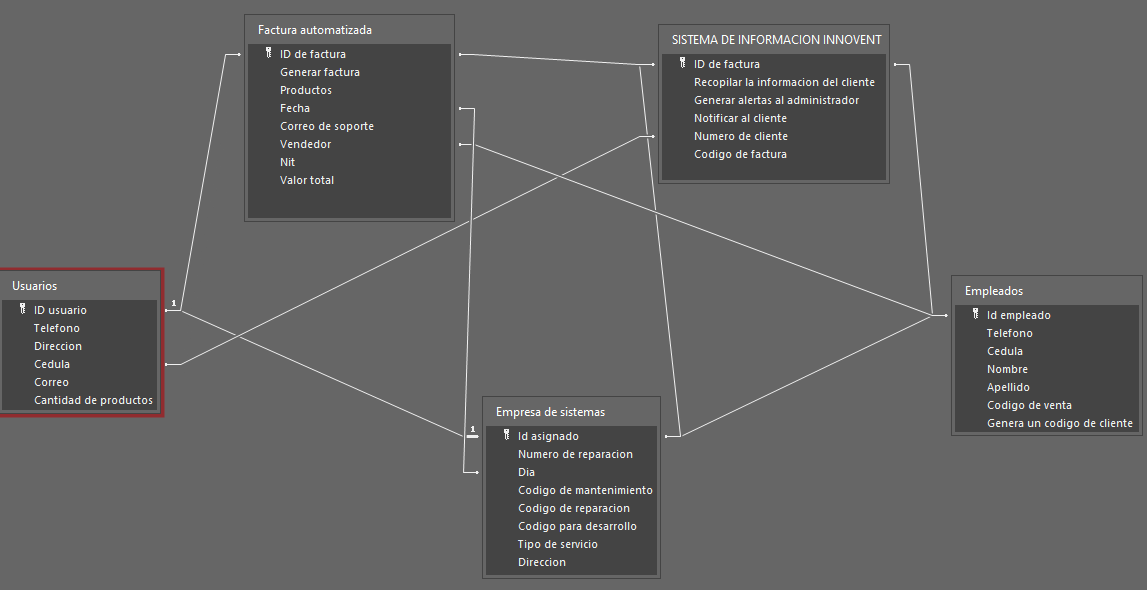 Factura automatizada
ID de factura
Generar factura
Productos
Fecha
Correo de soporte
Vendedor
Nit
Valor total
SISTEMA DE INFORMACION INNOVENT
ID de factura
Recopilar la informacion del cliente
Generar alertas al administrador
Notificar al cliente
Numero de cliente
Codigo de factura
Usuarios
1
ID usuario
Telefono
Direccion
Cedula
Correo
Cantidad de productos
Empleados
Id empleado
Telefono
Cedula
Nombre
Apellido
Codigo de venta
Genera un codigo de cliente
Empresa de sistemas
1
Id asignado
Numero de reparacion
Dia
Codigo de mantenimiento
Codigo de reparacion
Codigo para desarrollo
Tipo de servicio
Direccion